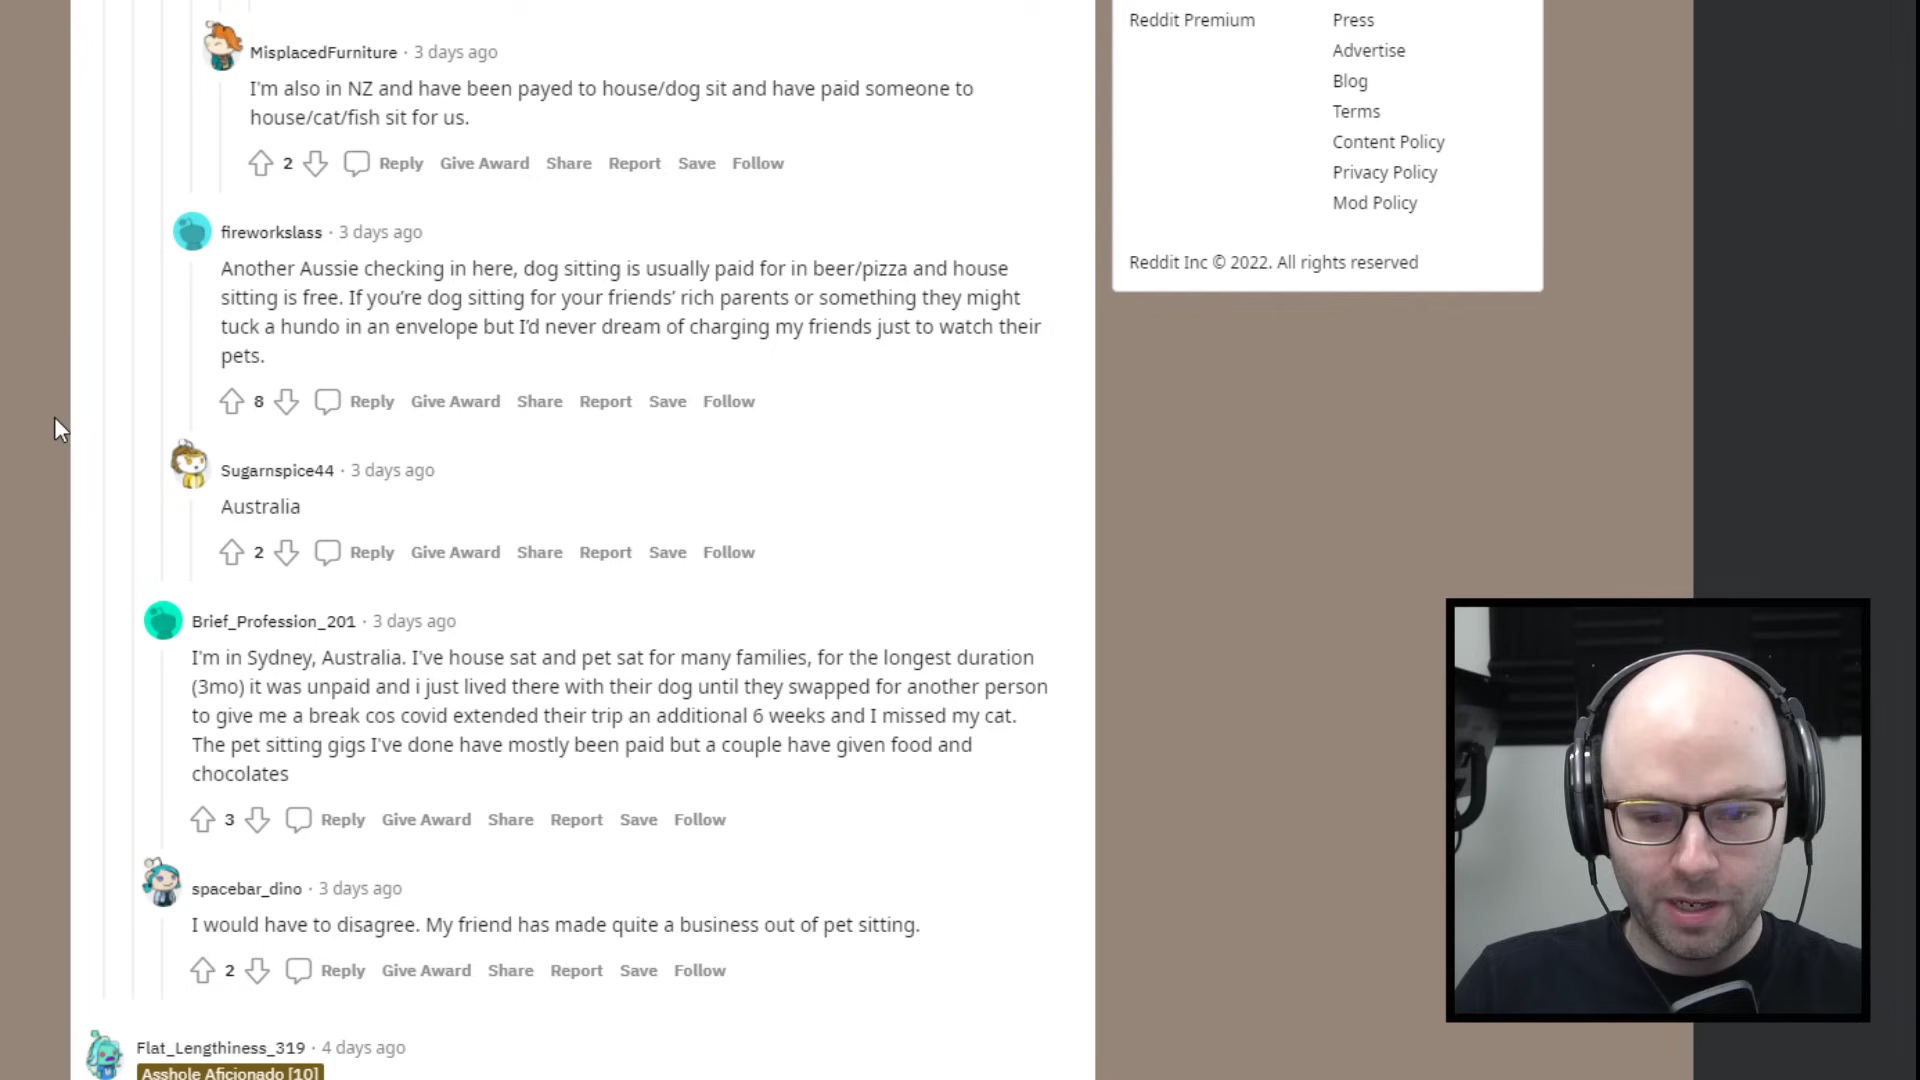 MisplacedFurniture · 3 days ago
I'm also in NZ and have been payed to house/dog sit and have paid someone to
house/cat/fish sit for us.
2 Reply Give Award Share Report Save Follow
fireworkslass · 3 days ago
Another Aussie checking in here, dog sitting is usually paid for in beer/pizza and house
sitting is free. If you’re dog sitting for your friends’ rich parents or something they might
tuck a hundo in an envelope but I’d never dream of charging my friends just to watch their
pets.
8 Reply Give Award Share Report Save Follow
Sugarnspice44 · 3 days ago
Australia
2 Reply Give Award Share Report Save Follow
Brief_Profession_201 · 3 days ago
I'm in Sydney, Australia. I've house sat and pet sat for many families, for the longest duration
(3mo) it was unpaid and i just lived there with their dog until they swapped for another person
to give me a break cos covid extended their trip an additional 6 weeks and I missed my cat.
The pet sitting gigs I've done have mostly been paid but a couple have given food and
chocolates
3 Reply Give Award Share Report Save Follow
spacebar_dino · 3 days ago
I would have to disagree. My friend has made quite a business out of pet sitting.
2 Reply Give Award Share Report Save Follow
Flat_Lengthiness_319 · 4 days ago
Asshole Aficionado [10]
Reddit Premium
Press
Advertise
Blog
Terms
Content Policy
Privacy Policy
Mod Policy
Reddit Inc © 2022. All rights reserved